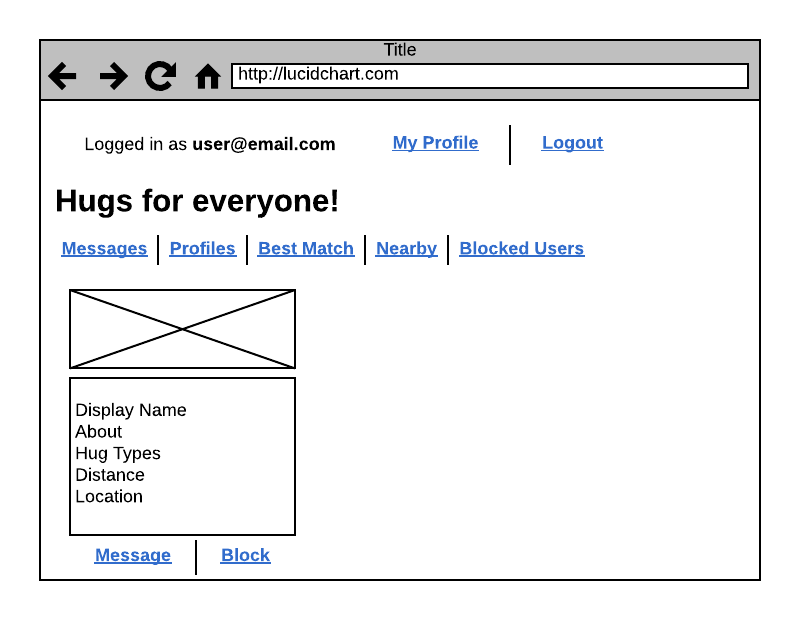 Title
http://lucidchart.com
Logged in as user@email.com My Profile Logout
Hugs for everyone!
Messages Profiles Best Match Nearby Blocked Users
Display Name
About
Hug Types
Distance
Location
Message Block